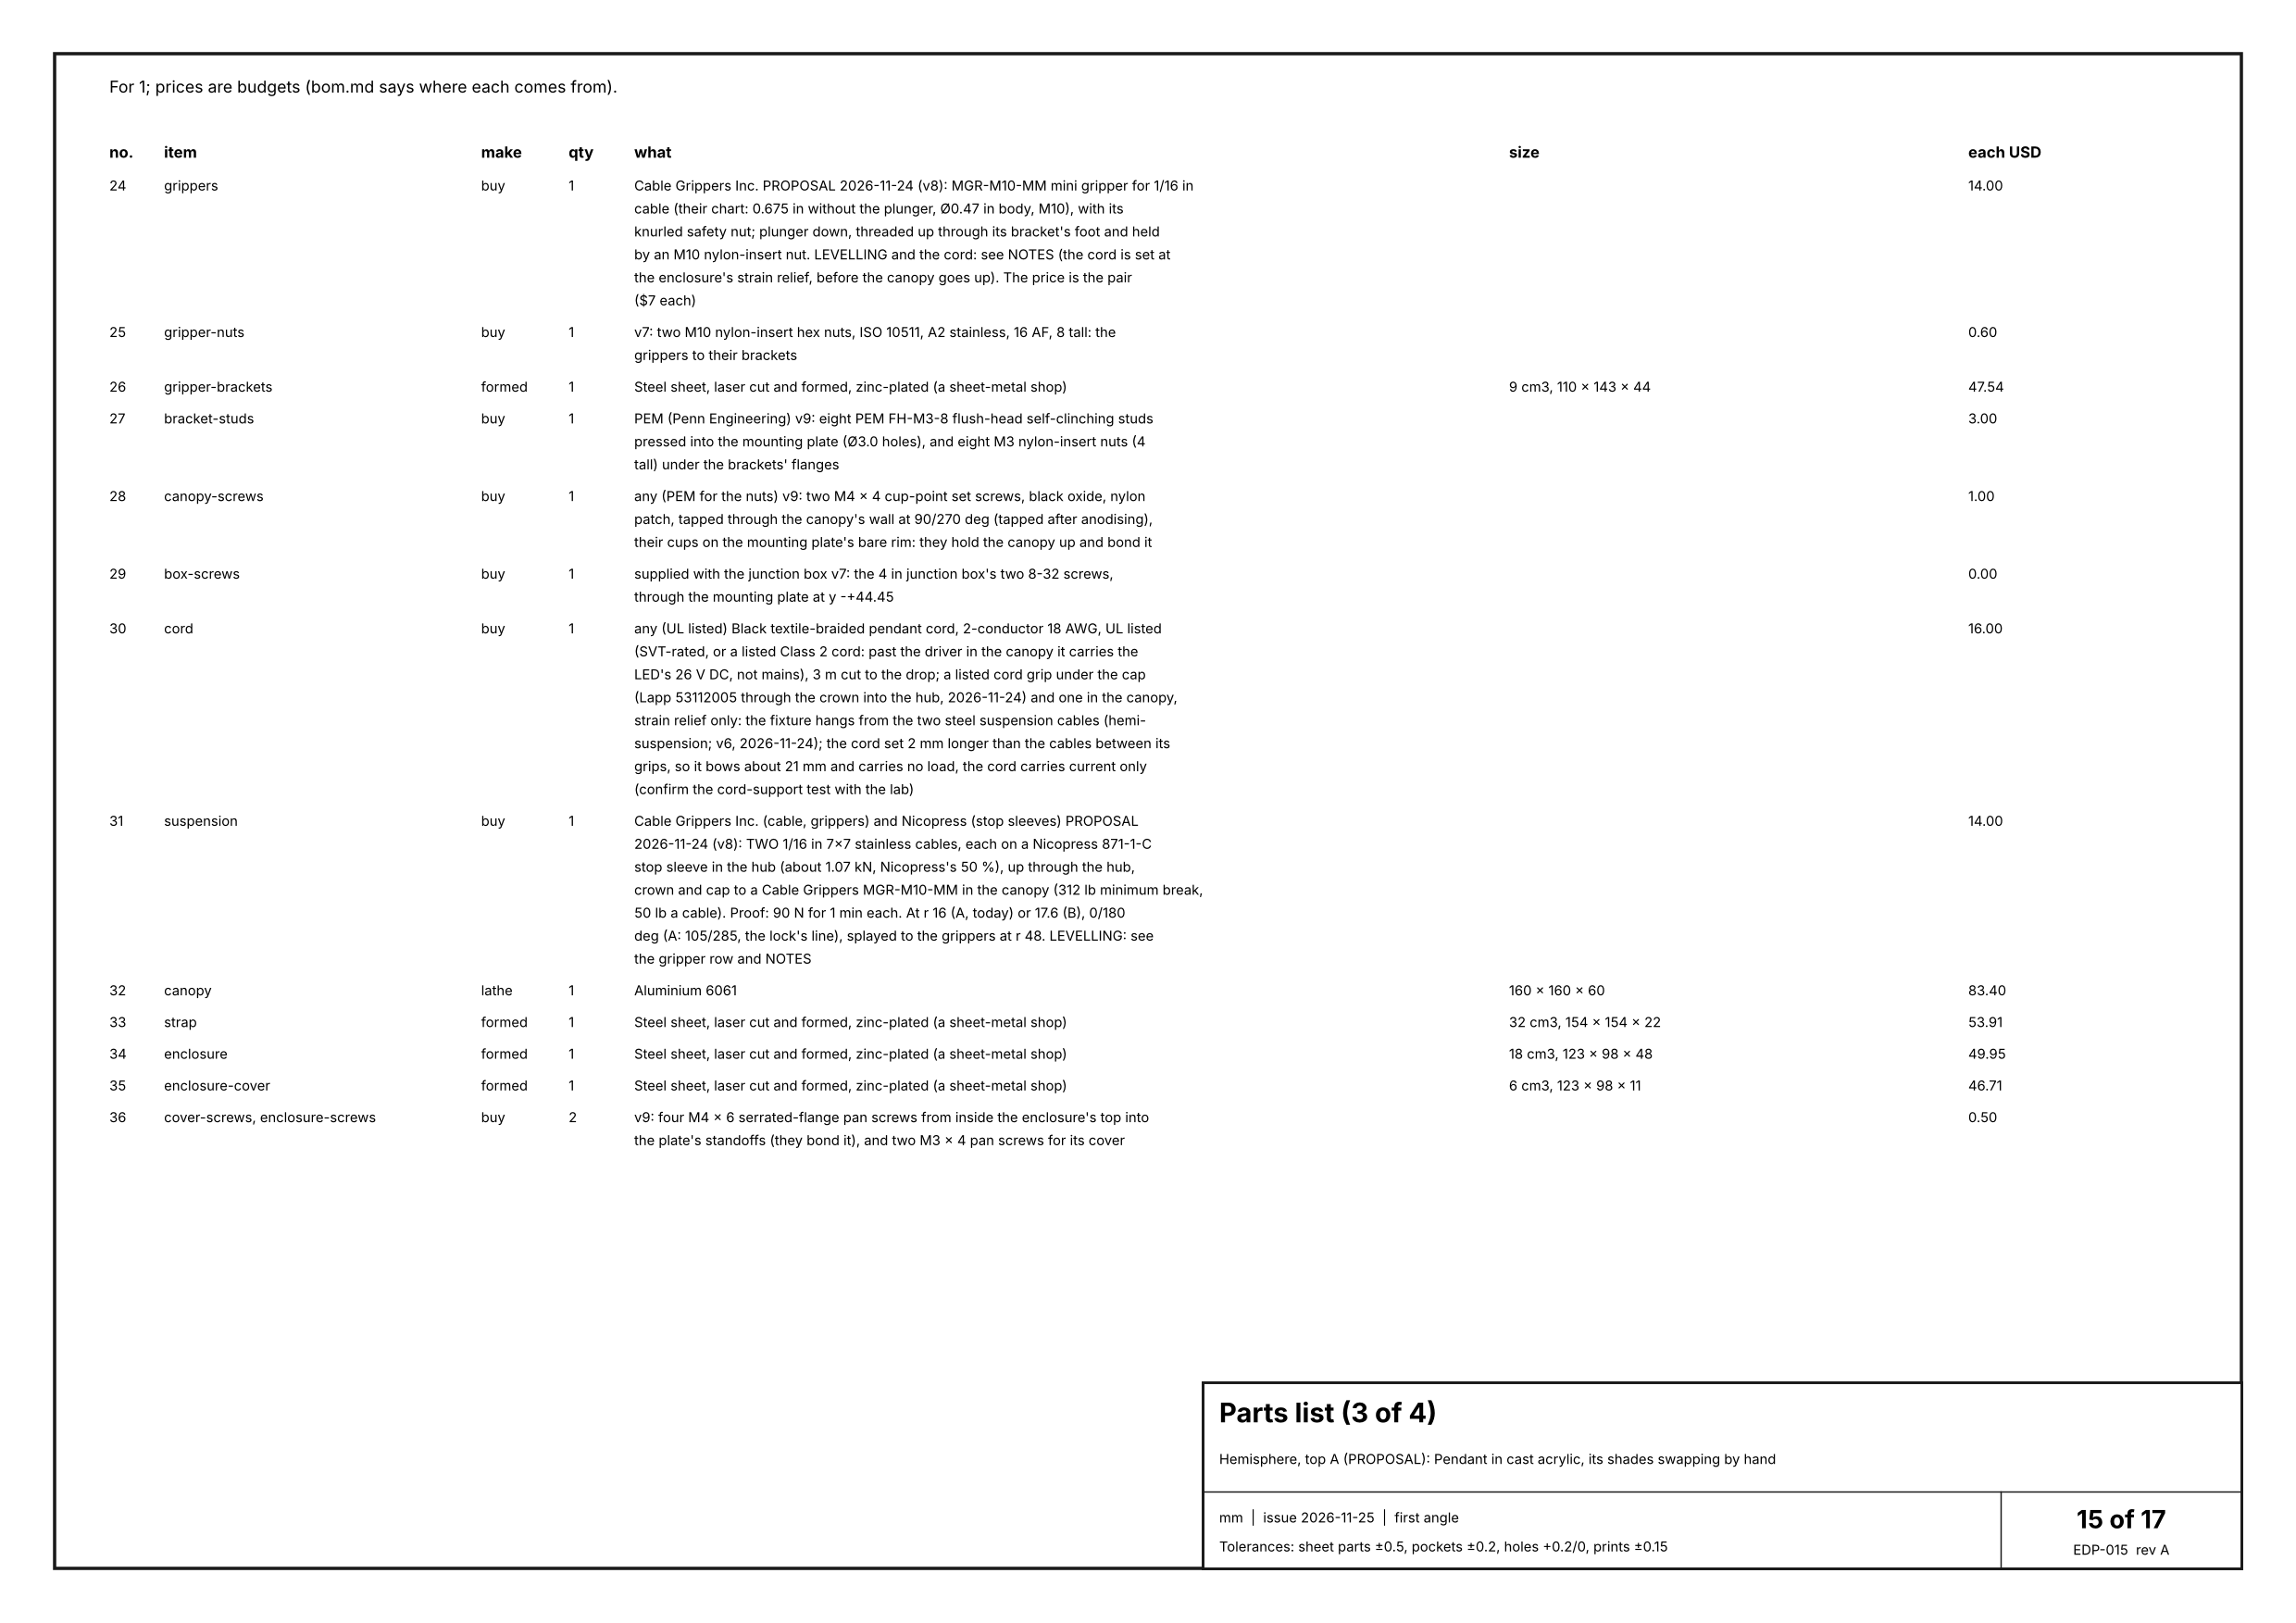 For 1; prices are budgets (bom.md says where each comes from).
no. item make qty what size each USD
24 grippers buy 1 Cable Grippers Inc. PROPOSAL 2026-11-24 (v8): MGR-M10-MM mini gripper for 1/16 in 14.00
cable (their chart: 0.675 in without the plunger, Ø0.47 in body, M10), with its
knurled safety nut; plunger down, threaded up through its bracket's foot and held
by an M10 nylon-insert nut. LEVELLING and the cord: see NOTES (the cord is set at
the enclosure's strain relief, before the canopy goes up). The price is the pair
($7 each)
25 gripper-nuts buy 1 v7: two M10 nylon-insert hex nuts, ISO 10511, A2 stainless, 16 AF, 8 tall: the 0.60
grippers to their brackets
26 gripper-brackets formed 1 Steel sheet, laser cut and formed, zinc-plated (a sheet-metal shop) 9 cm3, 110 × 143 × 44 47.54
27 bracket-studs buy 1 PEM (Penn Engineering) v9: eight PEM FH-M3-8 flush-head self-clinching studs 3.00
pressed into the mounting plate (Ø3.0 holes), and eight M3 nylon-insert nuts (4
tall) under the brackets' flanges
28 canopy-screws buy 1 any (PEM for the nuts) v9: two M4 × 4 cup-point set screws, black oxide, nylon 1.00
patch, tapped through the canopy's wall at 90/270 deg (tapped after anodising),
their cups on the mounting plate's bare rim: they hold the canopy up and bond it
29 box-screws buy 1 supplied with the junction box v7: the 4 in junction box's two 8-32 screws, 0.00
through the mounting plate at y -+44.45
30 cord buy 1 any (UL listed) Black textile-braided pendant cord, 2-conductor 18 AWG, UL listed 16.00
(SVT-rated, or a listed Class 2 cord: past the driver in the canopy it carries the
LED's 26 V DC, not mains), 3 m cut to the drop; a listed cord grip under the cap
(Lapp 53112005 through the crown into the hub, 2026-11-24) and one in the canopy,
strain relief only: the fixture hangs from the two steel suspension cables (hemi-
suspension; v6, 2026-11-24); the cord set 2 mm longer than the cables between its
grips, so it bows about 21 mm and carries no load, the cord carries current only
(confirm the cord-support test with the lab)
31 suspension buy 1 Cable Grippers Inc. (cable, grippers) and Nicopress (stop sleeves) PROPOSAL 14.00
2026-11-24 (v8): TWO 1/16 in 7×7 stainless cables, each on a Nicopress 871-1-C
stop sleeve in the hub (about 1.07 kN, Nicopress's 50 %), up through the hub,
crown and cap to a Cable Grippers MGR-M10-MM in the canopy (312 lb minimum break,
50 lb a cable). Proof: 90 N for 1 min each. At r 16 (A, today) or 17.6 (B), 0/180
deg (A: 105/285, the lock's line), splayed to the grippers at r 48. LEVELLING: see
the gripper row and NOTES
32 canopy lathe 1 Aluminium 6061 160 × 160 × 60 83.40
33 strap formed 1 Steel sheet, laser cut and formed, zinc-plated (a sheet-metal shop) 32 cm3, 154 × 154 × 22 53.91
34 enclosure formed 1 Steel sheet, laser cut and formed, zinc-plated (a sheet-metal shop) 18 cm3, 123 × 98 × 48 49.95
35 enclosure-cover formed 1 Steel sheet, laser cut and formed, zinc-plated (a sheet-metal shop) 6 cm3, 123 × 98 × 11 46.71
36 cover-screws, enclosure-screws buy 2 v9: four M4 × 6 serrated-flange pan screws from inside the enclosure's top into 0.50
the plate's standoffs (they bond it), and two M3 × 4 pan screws for its cover
Parts list (3 of 4)
Hemisphere, top A (PROPOSAL): Pendant in cast acrylic, its shades swapping by hand
mm | issue 2026-11-25 | first angle
Tolerances: sheet parts ±0.5, pockets ±0.2, holes +0.2/0, prints ±0.15
15 of 17
EDP-015 rev A